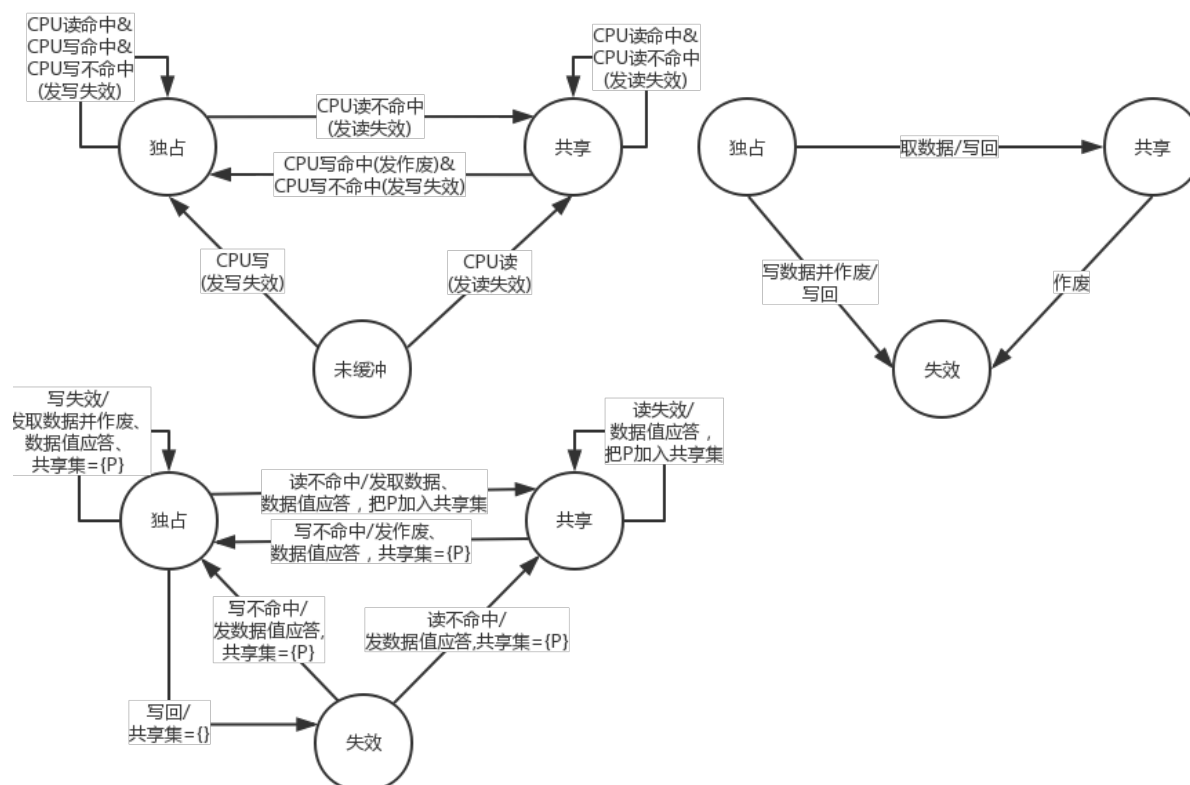 CPU读命中&
CPU写命中&
CPU写不命中
(发写失效)
独占
CPU读不命中
(发读失效)
CPU写命中(发作废)&
CPU写不命中(发写失效)
CPU读命中&
CPU读不命中
(发读失效)
共享
CPU写
(发写失效)
CPU读
(发读失效)
未缓冲
独占
取数据/写回
共享
写数据并作废/
写回
作废
失效
写失效/
发取数据并作废、
数据值应答、
共享集={P}
独占
读不命中/发取数据、
数据值应答，把P加入共享集
写不命中/发作废、
数据值应答，共享集={P}
读失效/
数据值应答，
把P加入共享集
共享
写不命中/
发数据值应答,
共享集={P}
读不命中/
发数据值应答,共享集={P}
写回/
共享集={}
失效